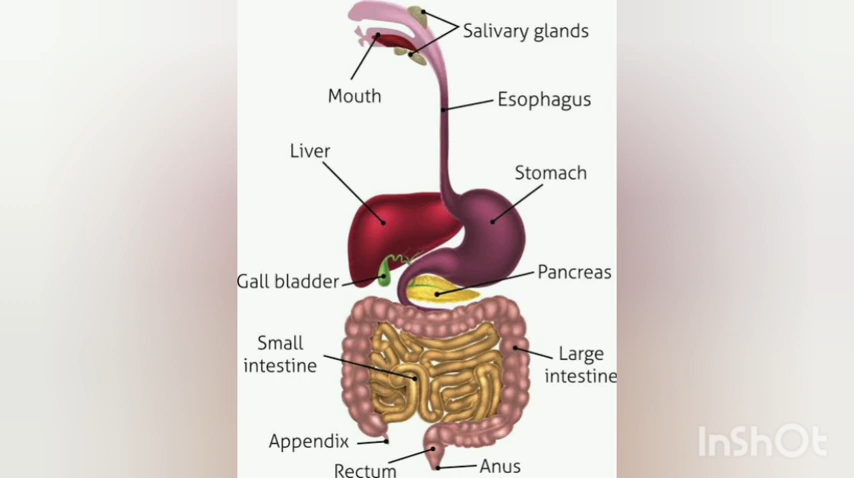 Salivary glands
Mouth
Esophagus
Liver
Stomach
Gall bladder
Pancreas
Small
intestine
Large
intestine
Appendix
Rectum
Anus
InShOt